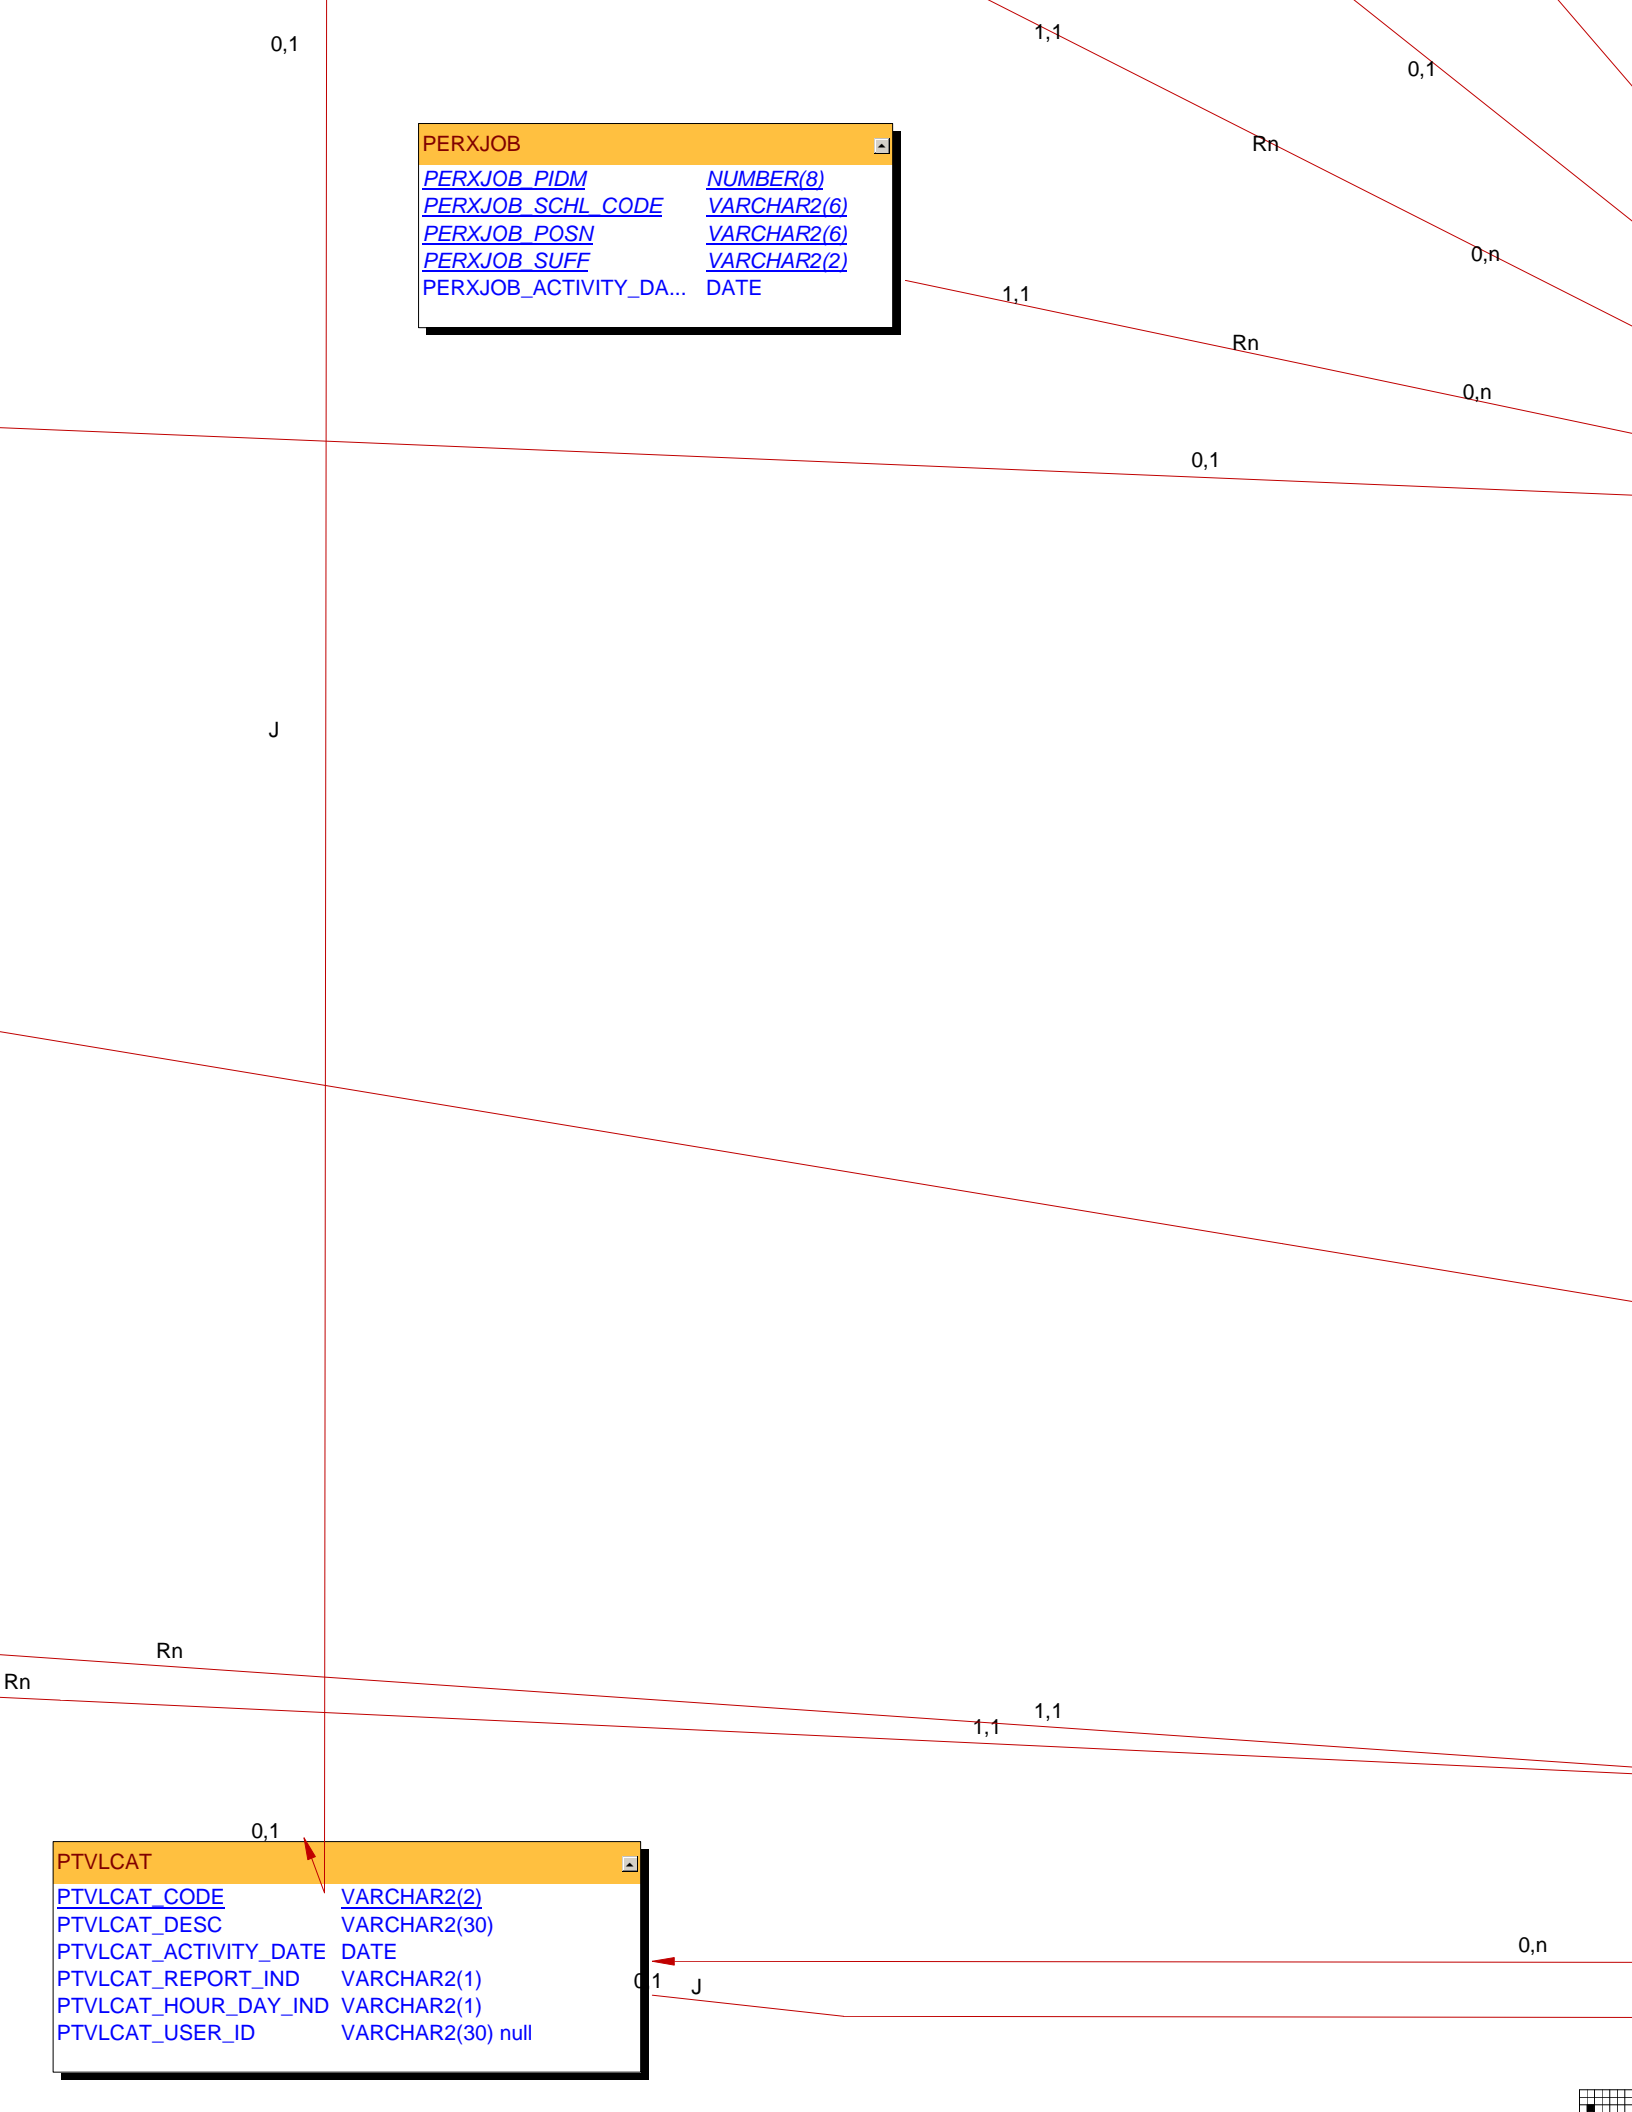 0,1
1,1
0,1
Rn
0,n
PERXJOB
PERXJOB_PIDM NUMBER(8)
PERXJOB_SCHL_CODE VARCHAR2(6)
PERXJOB_POSN VARCHAR2(6)
PERXJOB_SUFF VARCHAR2(2)
PERXJOB_ACTIVITY_DA... DATE
1,1
Rn
0,n
0,1
J
Rn
Rn
1,1
1,1
0,1
PTVLCAT
PTVLCAT_CODE VARCHAR2(2)
PTVLCAT_DESC VARCHAR2(30)
PTVLCAT_ACTIVITY_DATE DATE
PTVLCAT_REPORT_IND VARCHAR2(1)
PTVLCAT_HOUR_DAY_IND VARCHAR2(1)
PTVLCAT_USER_ID VARCHAR2(30) null
0,n
0,1 J